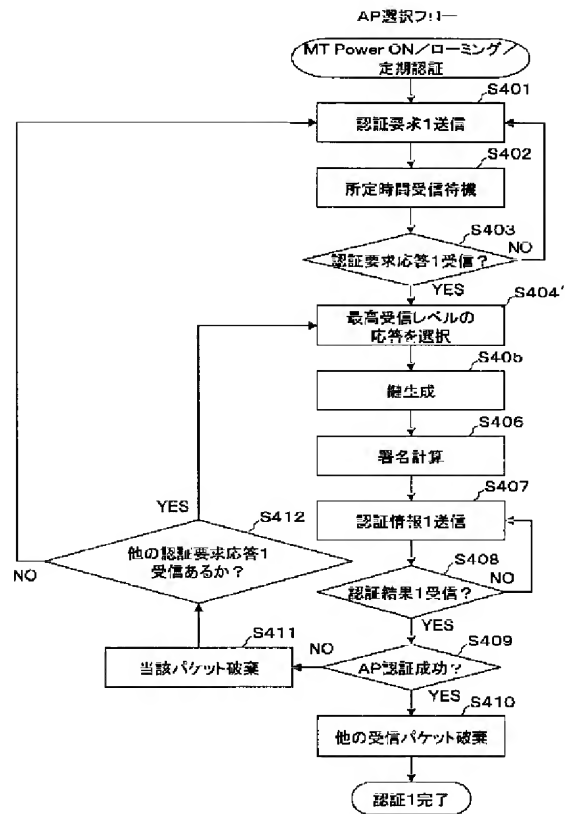 AP選択フロー
MT Power ON／ローミング／
定期認証
S401
認証要求1送信
S402
所定時間受信待機
S403
認証要求応答1受信？
NO
YES
S404'
最高受信レベルの
応答を選択
S405
鍵生成
S406
署名計算
S407
認証情報1送信
S408
認証結果1受信？
NO
YES
S409
AP認証成功？
NO
YES
S410
他の受信パケット破棄
認証1完了
S411
当該パケット破棄
S412
他の認証要求応答1
受信あるか？
YES
NO